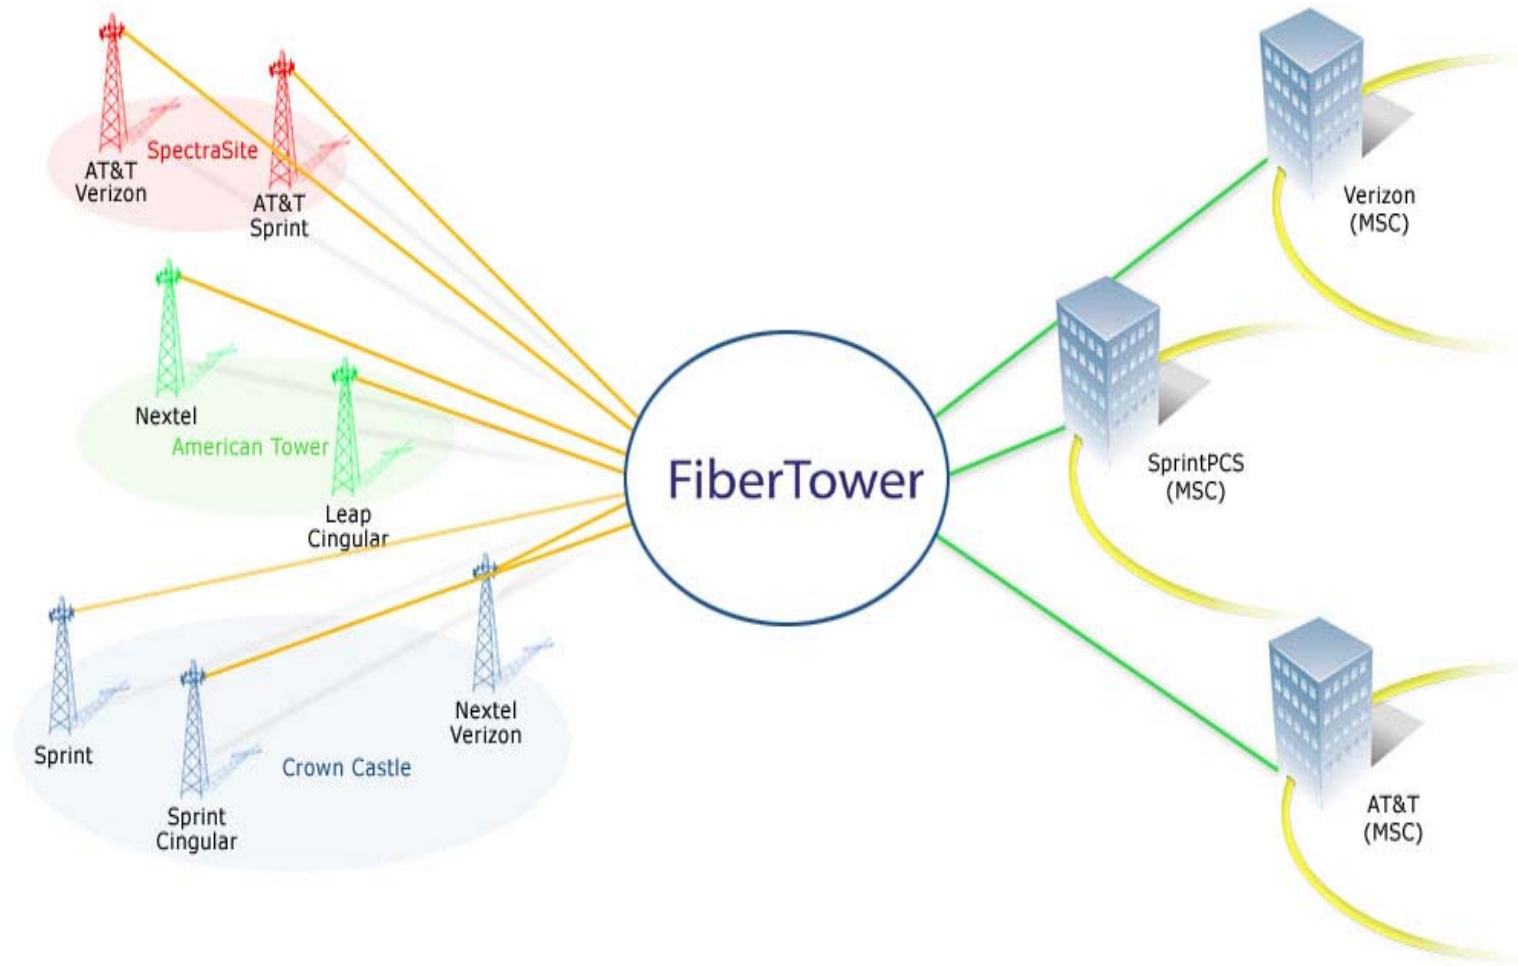 SpectraSite
AT&T
Verizon
AT&T
Sprint
Nextel
American Tower
Leap
Cingular
Sprint
Sprint
Cingular
Crown Castle
Nextel
Verizon
FiberTower
Verizon
(MSC)
SprintPCS
(MSC)
AT&T
(MSC)